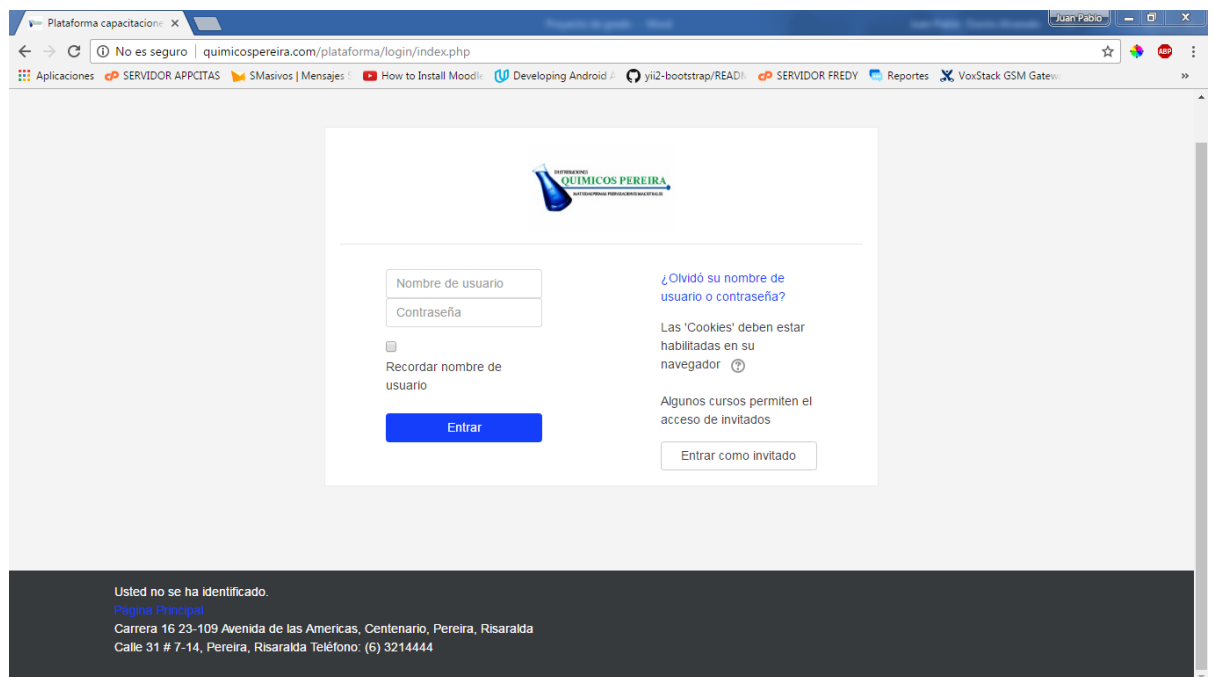 Plataforma capacitacione
Juan Pablo
No es seguro | quimicospereira.com/plataforma/login/index.php
Aplicaciones
SERVIDOR APPCITAS
SMasivos | Mensajes S
How to Install Moodle
Developing Android A
yii2-bootstrap/READM
SERVIDOR FREDY
Reportes
VoxStack GSM Gatew
»
ABP
QUIMICOS PEREIRA
Nombre de usuario
Contraseña
Recordar nombre de
usuario
Entrar
¿Olvidó su nombre de
usuario o contraseña?
Las 'Cookies' deben estar
habilitadas en su
navegador
Algunos cursos permiten el
acceso de invitados
Entrar como invitado
Usted no se ha identificado.
Página Principal
Carrera 16 23-109 Avenida de las Americas, Centenario, Pereira, Risaralda
Calle 31 # 7-14, Pereira, Risaralda Teléfono: (6) 3214444